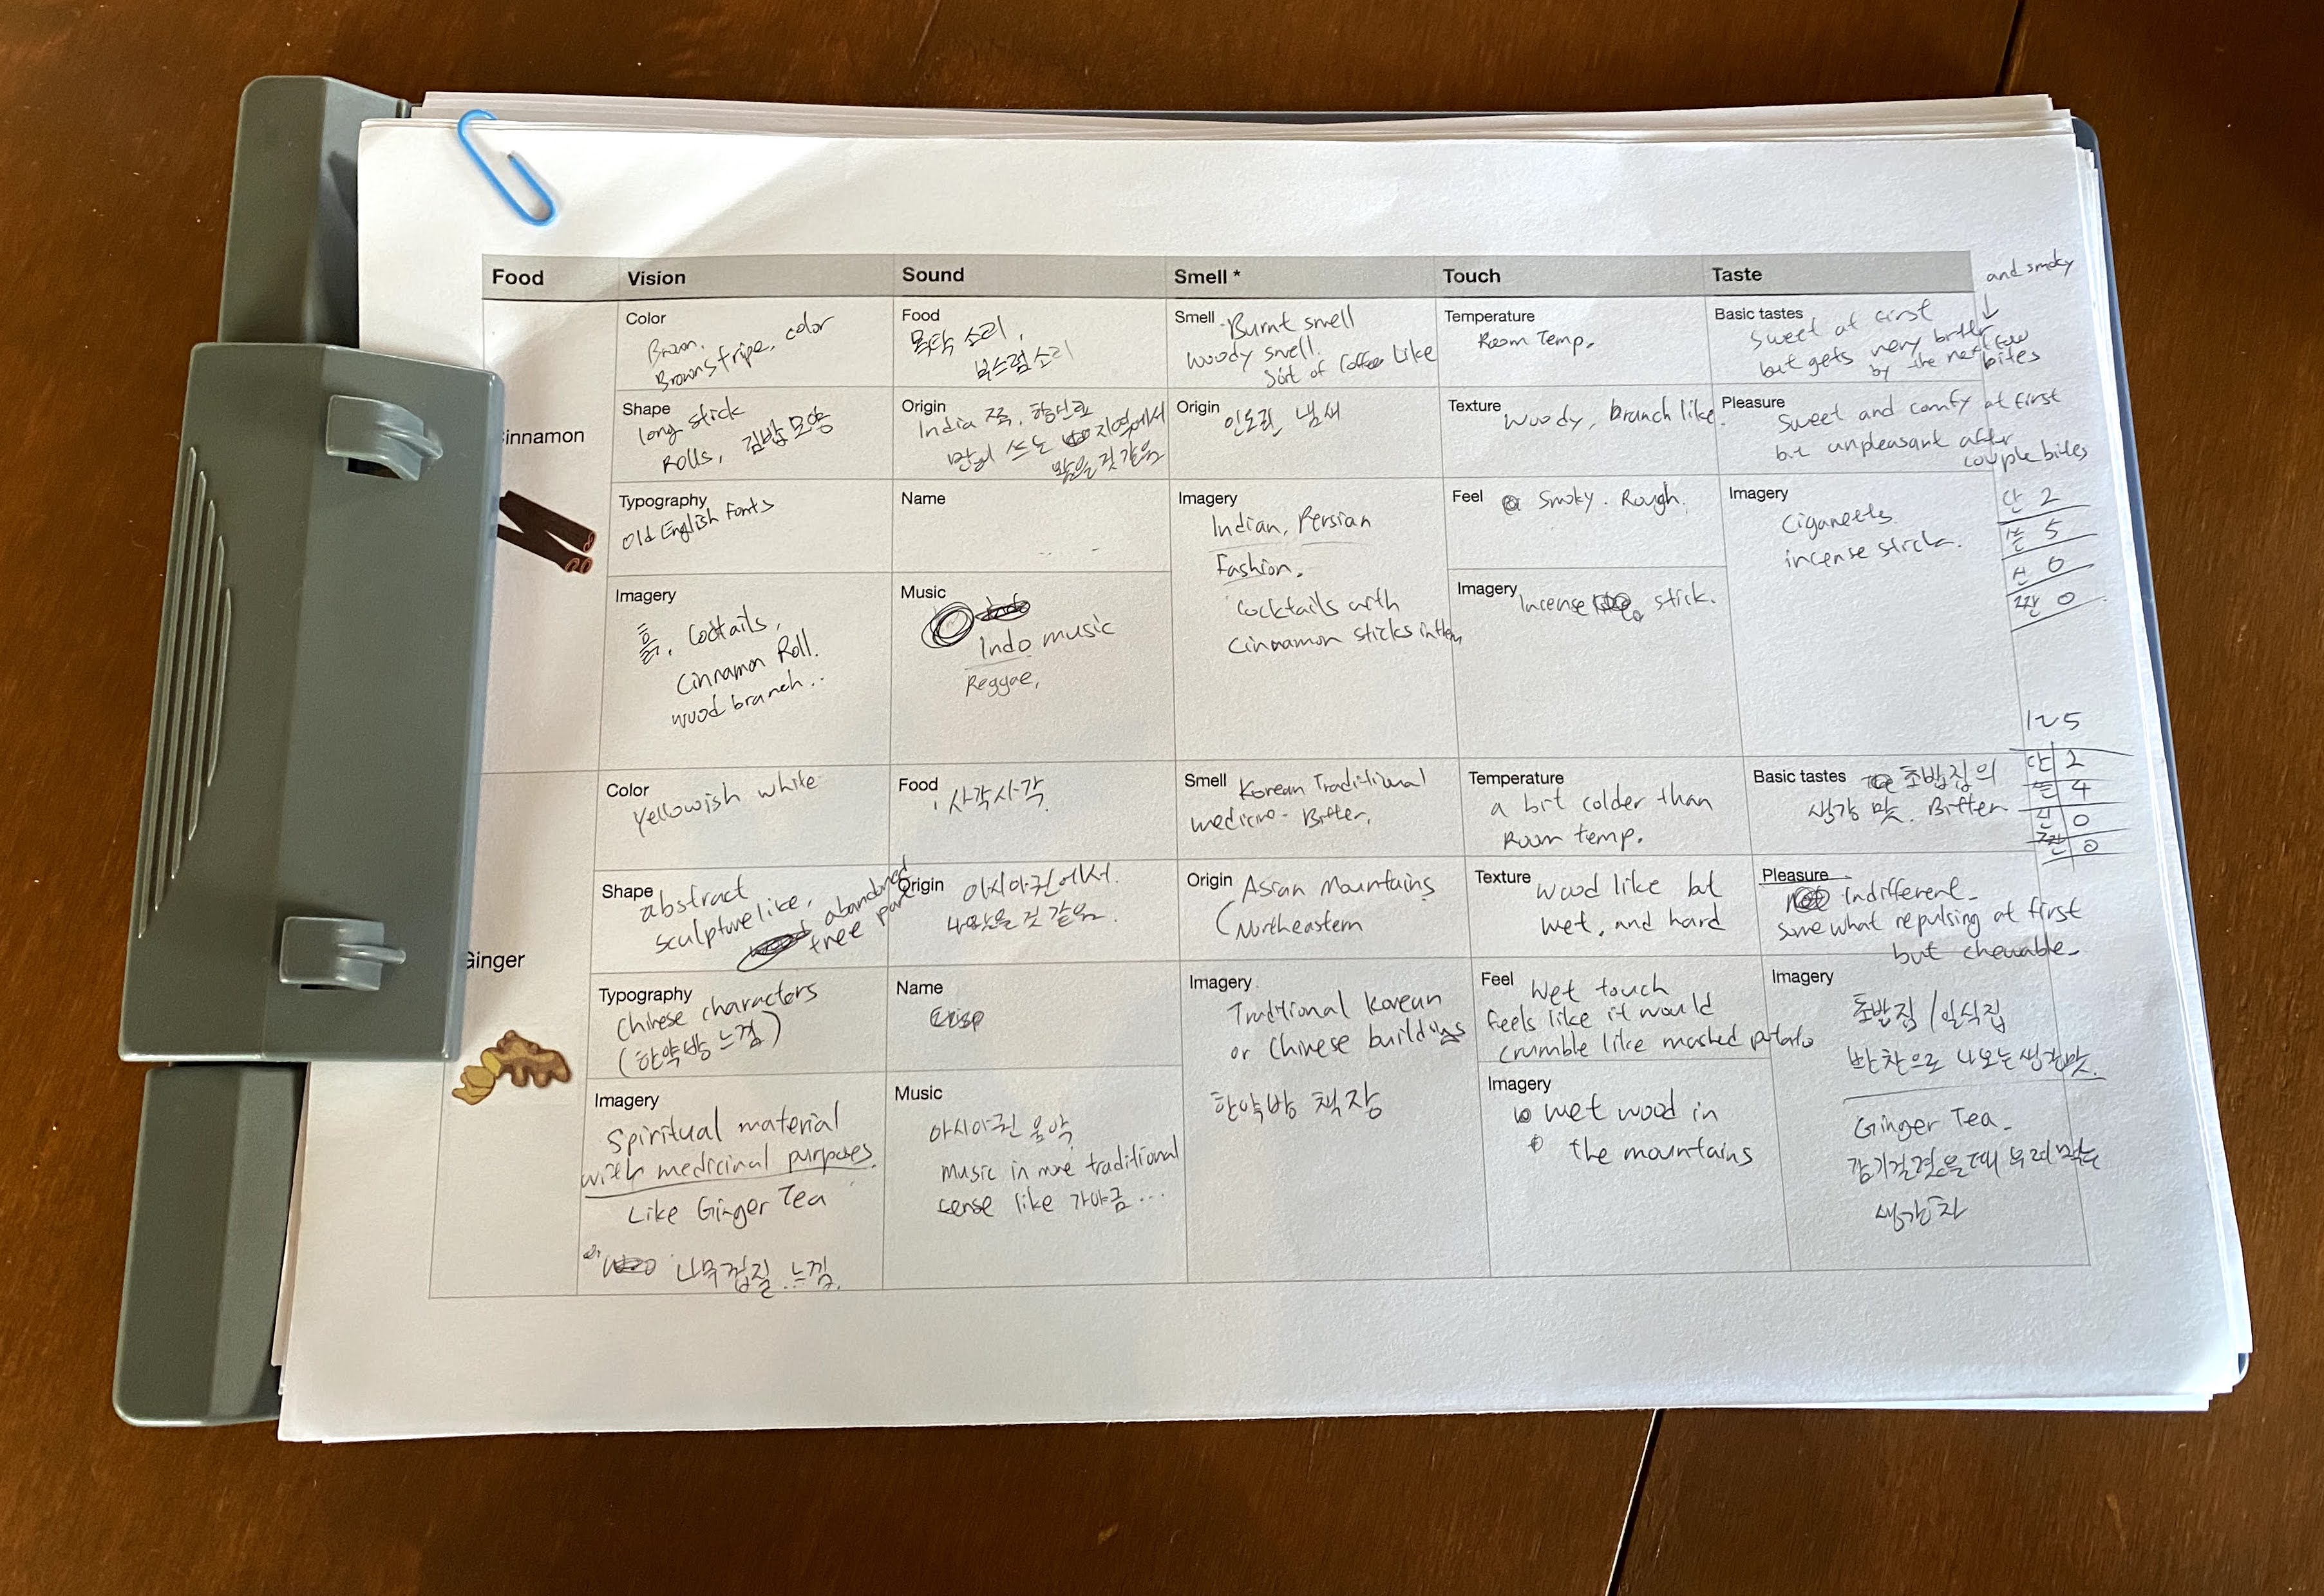 Food
Vision
Sound
Smell *
Touch
Taste
and smoky
innamon
Color
Brown,
Brown stripe, color
Food
목탁 소리,
부스럭 소리
Smell
Burnt smell
Woody smell,
Sort of Coffee Like
Temperature
Room Temp.
Basic tastes
Sweet at first
but gets very bitter
by the next few
bites
Shape
long stick
Rolls, 김밥모양
Origin
India 쪽, 향신료
많이 쓰는 지역에서
왔을 것 같음
Origin
인도관 냄새
Texture
Woody, branch like.
Pleasure
Sweet and comfy at first
but unpleasant after
couple bites
Typography
Old English Fonts
Name
Imagery
Indian, Persian
Fashion.
Cocktails with
Cinnamon sticks in them
Feel
Smoky. Rough.
Imagery
Cigarette
incense stick.
단 2
쓴 5
신 0
짠 0
Imagery
흙, Cocktails,
Cinnamon Roll.
wood branch..
Music
Indo music
Reggae,
Imagery
Incense stick.
1~5
단 2
쓴 4
신 0
짠 0
Ginger
Color
Yellowish white
Food
사각사각
Smell
Korean Traditional
medicine- Bitter,
Temperature
a bit colder than
Room temp.
Basic tastes
초밥집의
생강 맛. Bitter
Shape
abstract
sculpture like,
abandoned
tree part
Origin
아시아권에서
나왔을 것 같음.
Origin
Asian Mountains
(Northeastern
Texture
Wood like but
wet, and hard
Pleasure
indifferent-
somewhat repulsing at first
but chewable-
Typography
Chinese characters
(한약방 느낌)
Name
Imagery
Traditional Korean
or Chinese buildings
한약방 책장
Feel
Wet touch
feels like it would
crumble like mashed potato
Imagery
초밥집 / 일식집
반찬으로 나오는 생강맛.
Ginger Tea-
감기걸렸을때 우려먹는
생강차
Imagery
Spiritual material
with medicinal purposes
Like Ginger Tea
나무껍질 느낌.
Music
아시아권 음악
music in more traditional
sense like 가야금...
Imagery
wet wood in
the mountains